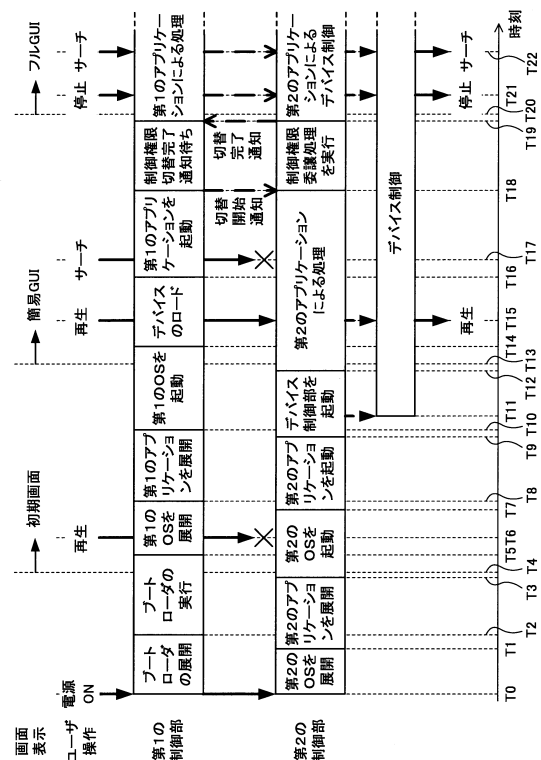 画面
表示
初期画面
簡易GUI
フルGUI
ユーザ
操作
電源
ON
再生
再生
サーチ
停止
サーチ
第1の
制御部
ブート
ローダ
の展開
ブート
ローダの
実行
第1の
OSを
展開
第1のアプ
リケーショ
ンを展開
第1のOSを
起動
デバイス
のロード
第1のアプリ
ケーションを
起動
制御権限
切替完了
通知待ち
第1のアプリケー
ションによる処理
切替
開始
通知
切替
完了
通知
第2の
制御部
第2の
OSを
展開
第2のアプ
リケーショ
ンを展開
第2の
OSを
起動
第2のアプ
リケーショ
ンを起動
デバイス
制御部を
起動
第2のアプリケーション
による処理
制御権限
委譲処理
を実行
第2のアプリケー
ションによる
デバイス制御
デバイス制御
再生
停止
サーチ
T0
T1
T2
T3
T4
T5
T6
T7
T8
T9
T10
T11
T12
T13
T14
T15
T16
T17
T18
T19
T20
T21
T22
時刻